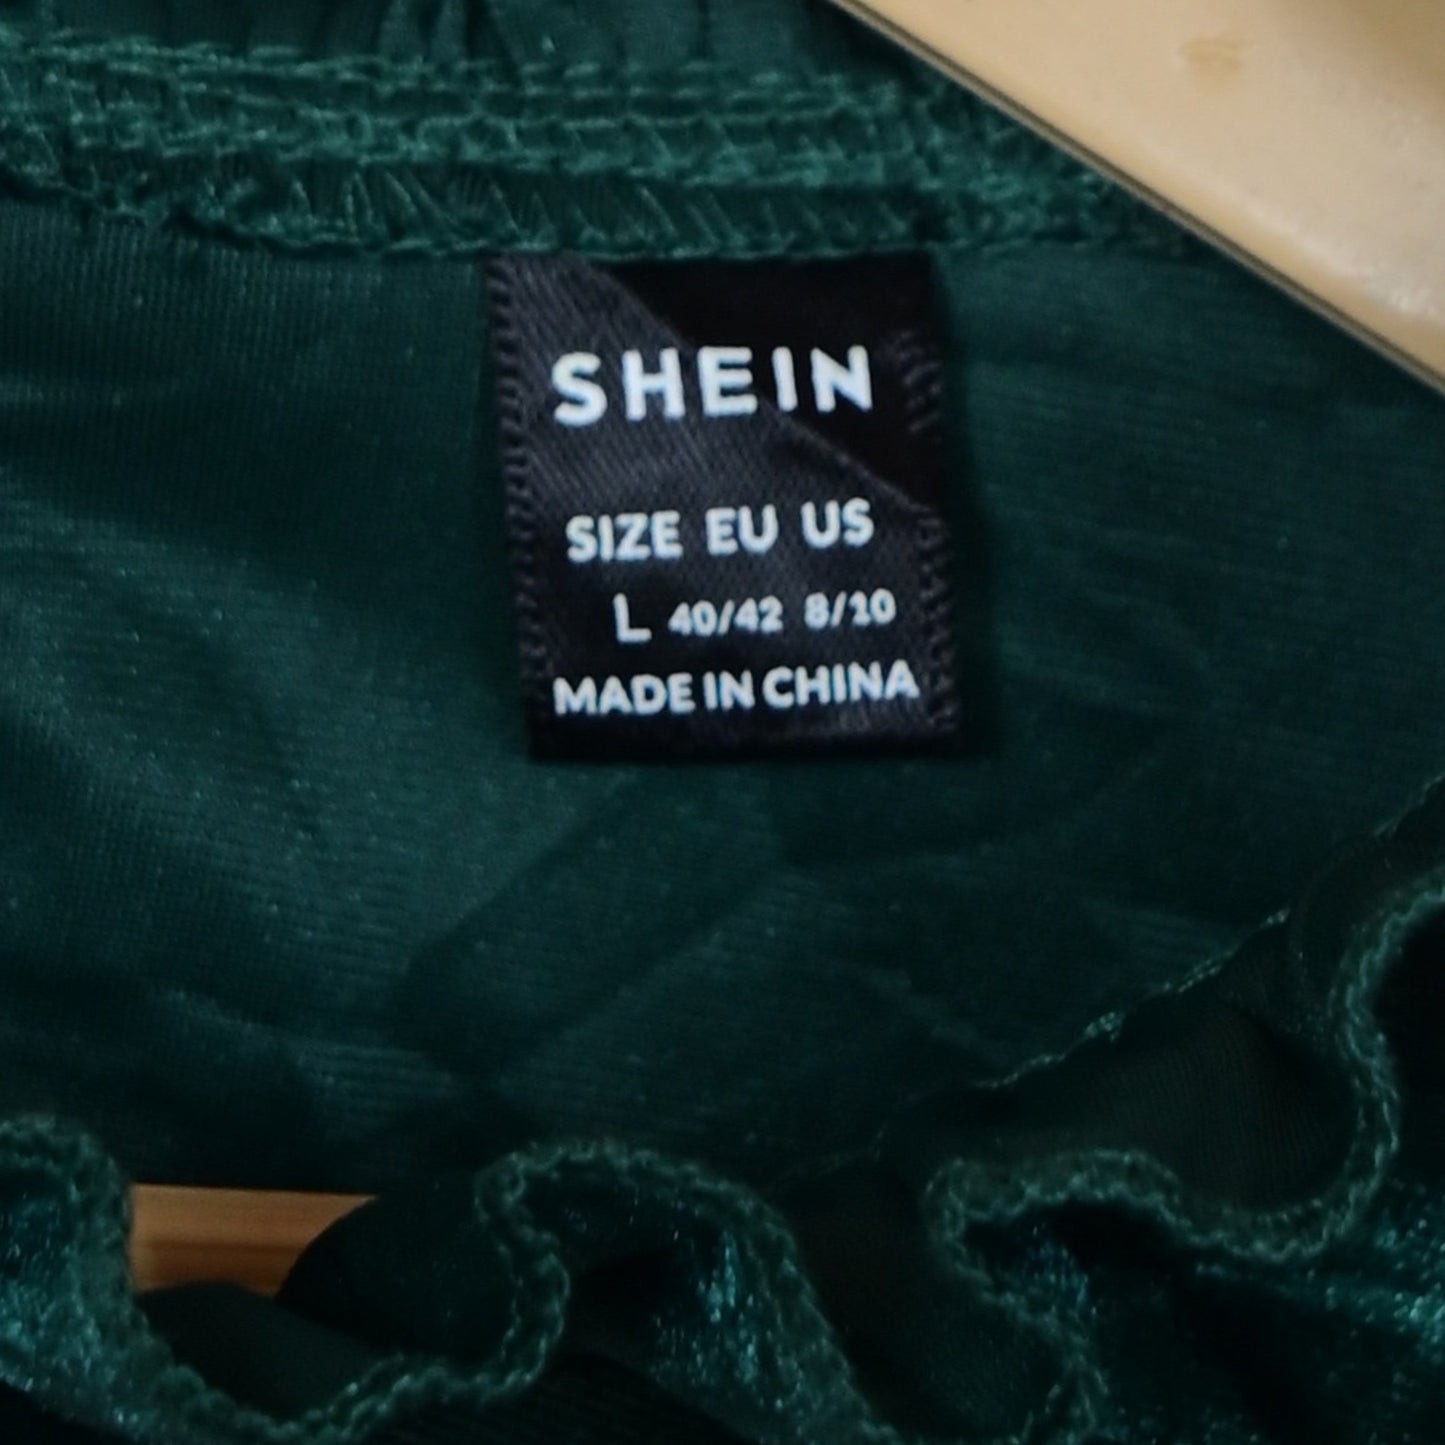 SHEIN
SIZE EU US
L 40/42 8/10
MADE IN CHINA